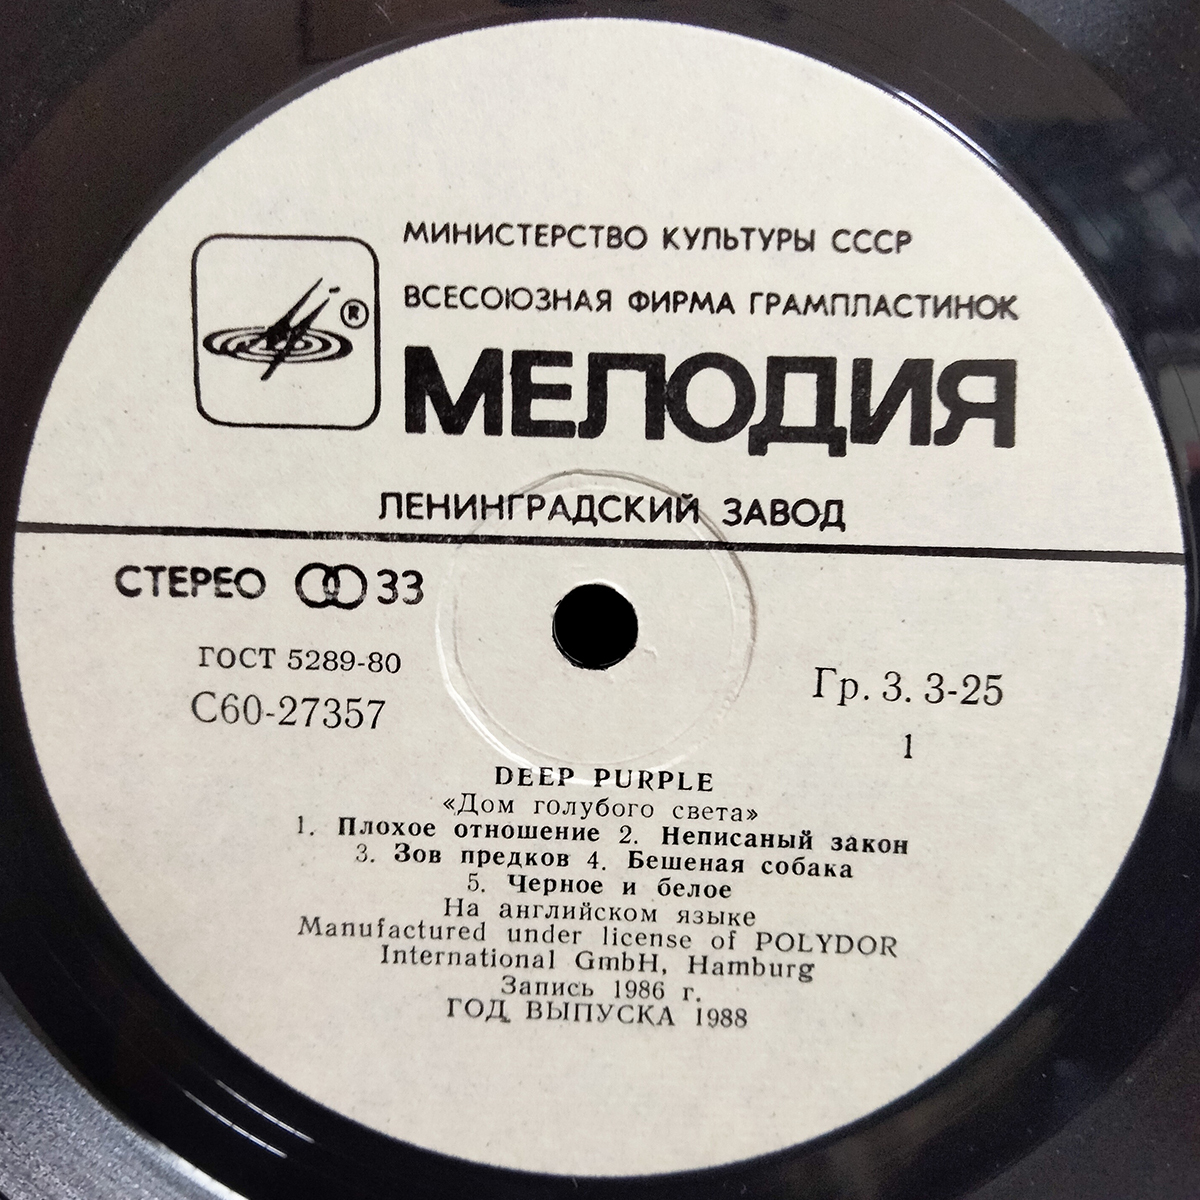 МИНИСТЕРСТВО КУЛЬТУРЫ СССР
ВСЕСОЮЗНАЯ ФИРМА ГРАМПЛАСТИНОК
®
МЕЛОДИЯ
ЛЕНИНГРАДСКИЙ ЗАВОД
СТЕРЕО 33
ГОСТ 5289-80
С60-27357
Гр. 3. 3-25
1
DEEP PURPLE
«Дом голубого света»
1. Плохое отношение 2. Неписаный закон
3. Зов предков 4. Бешеная собака
5. Черное и белое
На английском языке
Manufactured under license of POLYDOR
International GmbH, Hamburg
Запись 1986 г.
ГОД ВЫПУСКА 1988